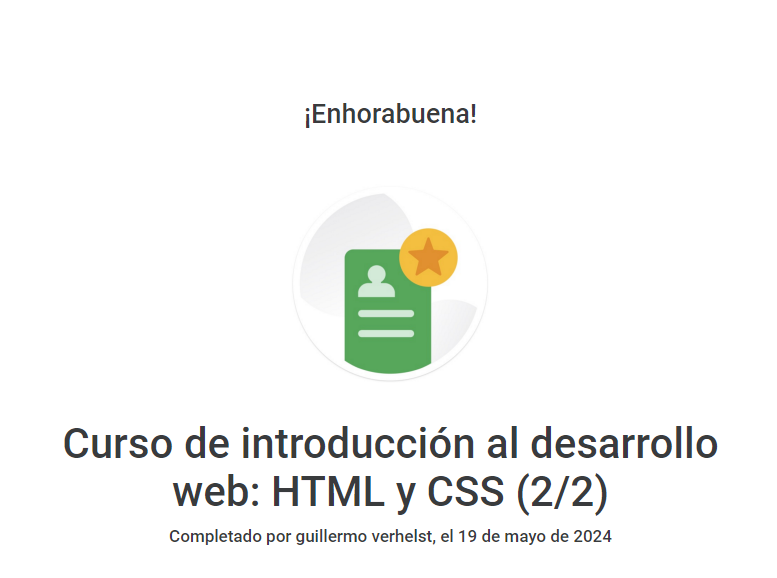 ¡Enhorabuena!
Curso de introducción al desarrollo
web: HTML y CSS (2/2)
Completado por guillermo verhelst, el 19 de mayo de 2024